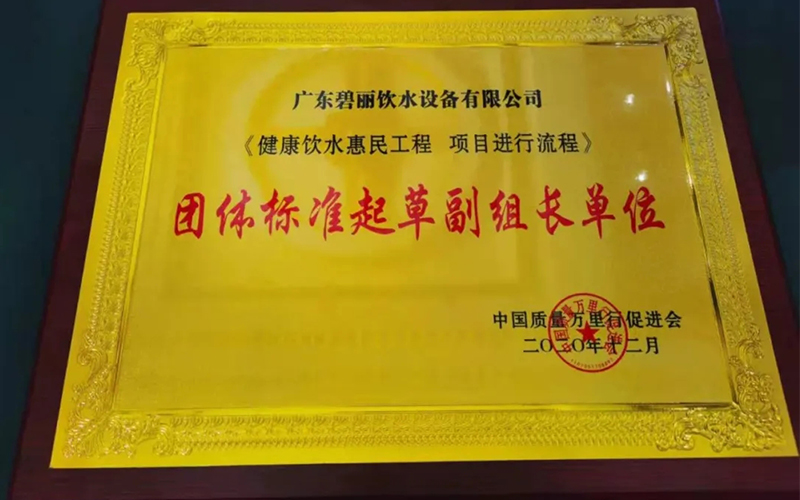 广东碧丽饮水设备有限公司
《健康饮水惠民工程 项目进行流程》
团体标准起草副组长单位
中国质量万里行促进会
二〇二〇年十二月